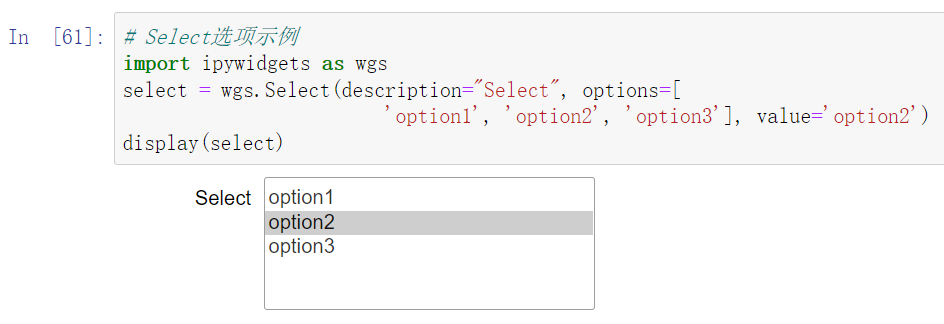 In [61]:
# Select选项示例
import ipywidgets as wgs
select = wgs.Select(description="Select", options=[
'option1', 'option2', 'option3'], value='option2')
display(select)
Select
option1
option2
option3